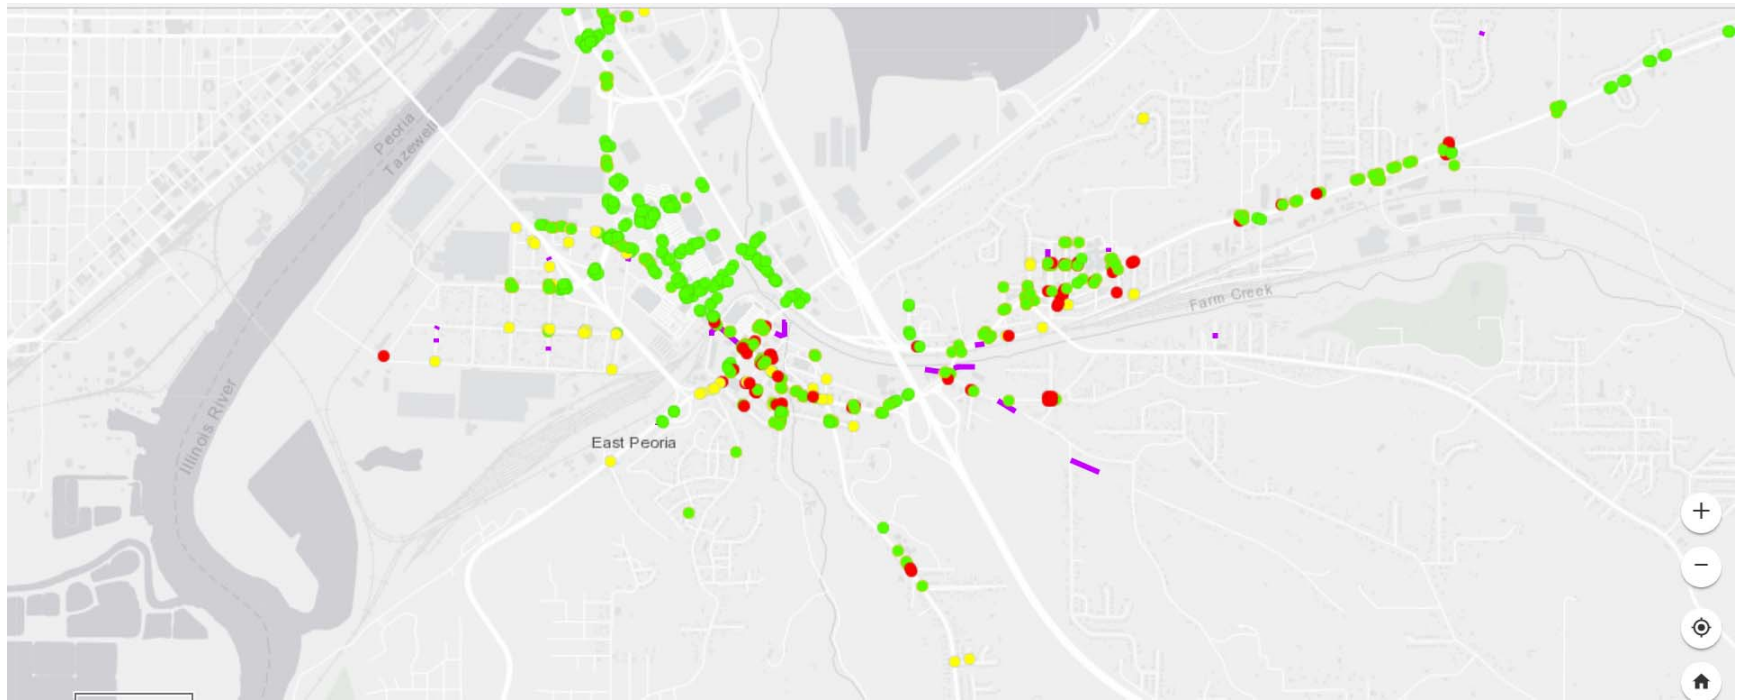 Peoria
Tazewell
Illinois River
East Peoria
Farm Creek
+
−